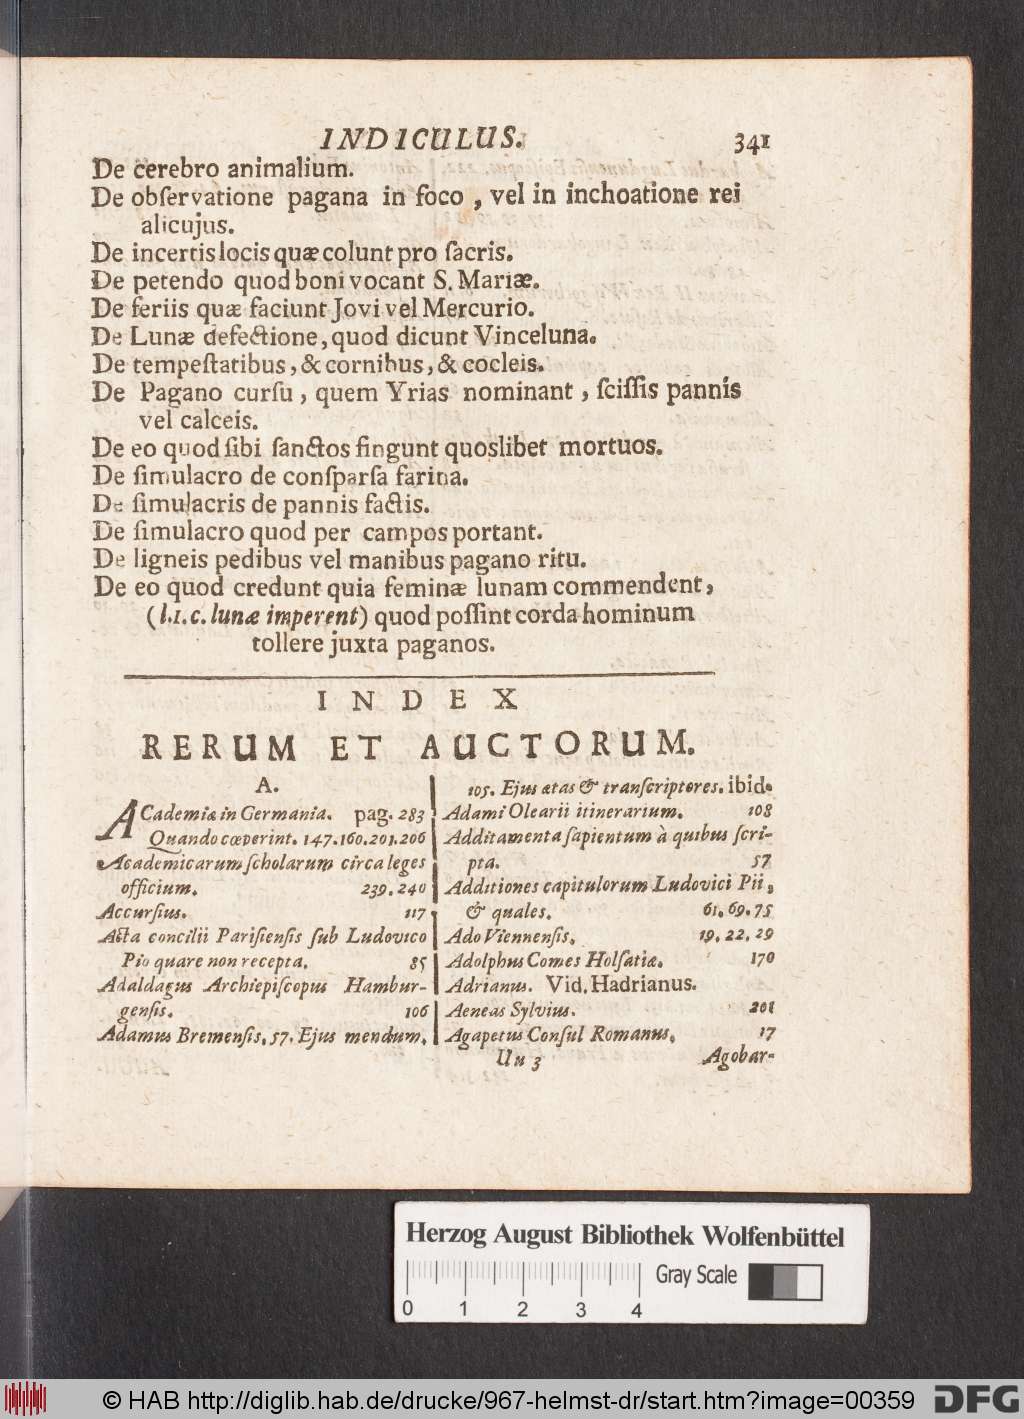 INDICULUS. 341
De cerebro animalium.
De obſervatione pagana in foco, vel in inchoatione rei
alicujus.
De incertis locis quæ colunt pro ſacris.
De petendo quod boni vocant S. Mariæ.
De feriis quæ faciunt Jovi vel Mercurio.
De Lunæ defectione, quod dicunt Vinceluna.
De tempeſtatibus, & cornibus, & cocleis.
De Pagano curſu, quem Yrias nominant, ſciſſis pannis
vel calceis.
De eo quod ſibi ſanctos fingunt quoslibet mortuos.
De ſimulacro de conſparſa farina.
De ſimulacris de pannis factis.
De ſimulacro quod per campos portant.
De ligneis pedibus vel manibus pagano ritu.
De eo quod credunt quia feminæ lunam commendent,
(l.1.c. lunæ imperent) quod poſſint corda hominum
tollere juxta paganos.
INDEX
RERUM ET AUCTORUM.
A.
ACademiæ in Germania. pag. 283
Quando cœperint. 147.160.201.206
Academicarum ſcholarum circa leges
officium. 239.240
Accurſius. 117
Acta concilii Pariſienſis ſub Ludovico
Pio quare non recepta. 85
Adaldagus Archiepiſcopus Hambur-
genſis. 106
Adamus Bremenſis. 57. Ejus mendum.
105. Ejus ætas & tranſcriptores. ibid.
Adami Olearii itinerarium. 108
Additamenta ſapientum à quibus ſcri-
pta. 57
Additiones capitulorum Ludovici Pii,
& quales. 61.69.75
Ado Viennenſis. 19.22.29
Adolphus Comes Holſatiæ. 170
Adrianus. Vid. Hadrianus.
Aeneas Sylvius. 201
Agapetus Conſul Romanus. 17
Uu 3 Agobar-
Herzog August Bibliothek Wolfenbüttel
Gray Scale
0 1 2 3 4
© HAB http://diglib.hab.de/drucke/967-helmst-dr/start.htm?image=00359 DFG